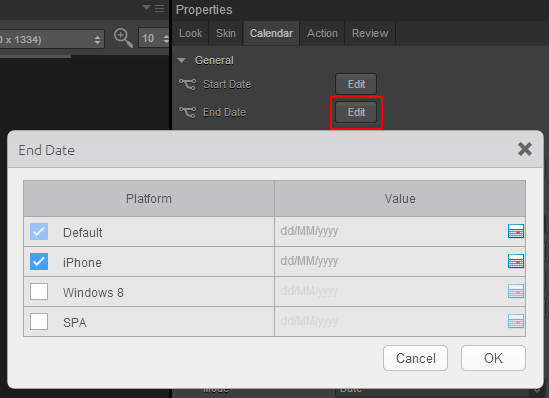 Properties
0 x 1334)
10
Look Skin Calendar Action Review
General
Start Date Edit
End Date Edit
End Date
Platform Value
Default dd/MM/yyyy
iPhone dd/MM/yyyy
Windows 8 dd/MM/yyyy
SPA dd/MM/yyyy
Cancel OK